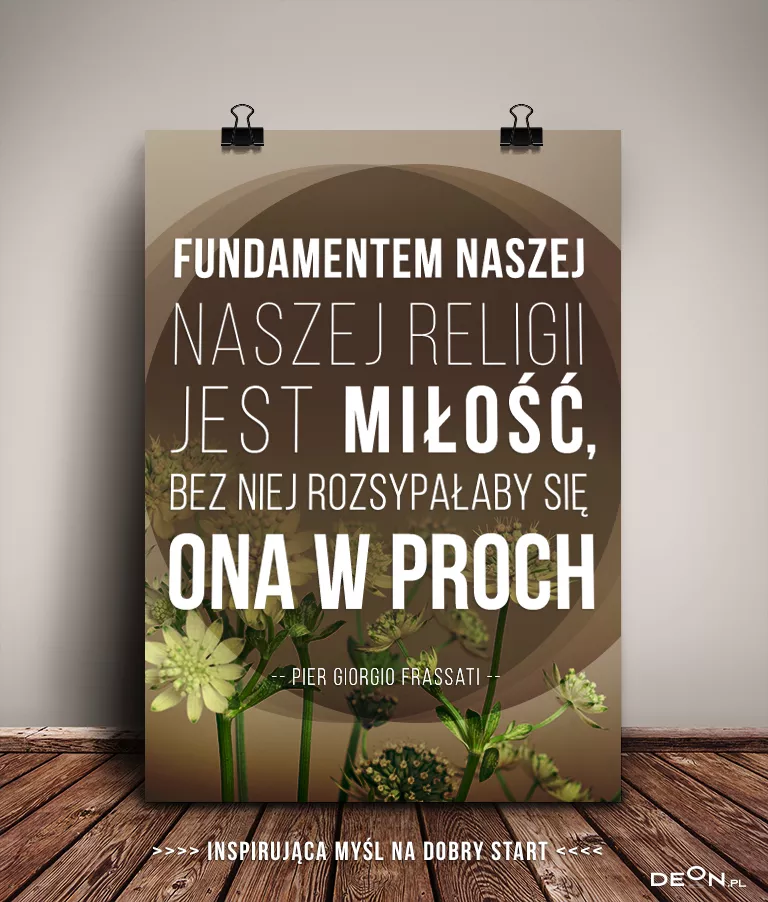 FUNDAMENTEM NASZEJ
NASZEJ RELIGII
JEST MIŁOŚĆ,
BEZ NIEJ ROZSYPAŁABY SIĘ
ONA W PROCH
-- PIER GIORGIO FRASSATI --
>>>> INSPIRUJĄCA MYŚL NA DOBRY START <<<<
DEON.PL